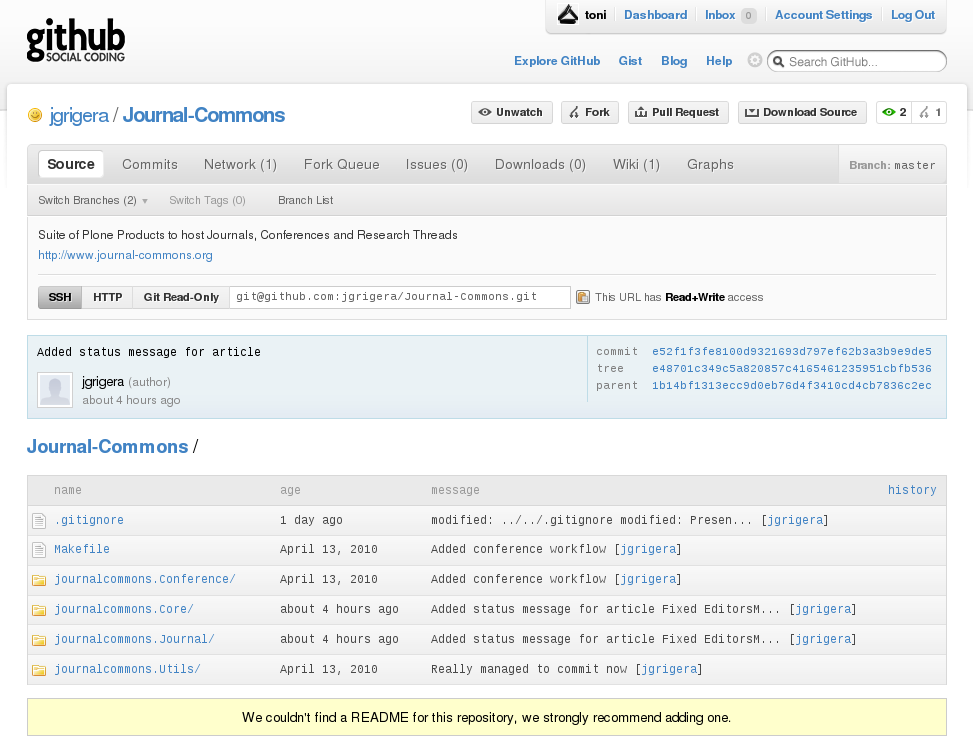 github
SOCIAL CODING
toni Dashboard Inbox 0 Account Settings Log Out
Explore GitHub Gist Blog Help Search GitHub...
jgrigera / Journal-Commons
Unwatch Fork Pull Request Download Source 2 1
Source Commits Network (1) Fork Queue Issues (0) Downloads (0) Wiki (1) Graphs Branch: master
Switch Branches (2) Switch Tags (0) Branch List
Suite of Plone Products to host Journals, Conferences and Research Threads
http://www.journal-commons.org
SSH HTTP Git Read-Only git@github.com:jgrigera/Journal-Commons.git This URL has Read+Write access
Added status message for article
jgrigera (author)
about 4 hours ago
commit e52f1f3fe8100d9321693d797ef62b3a3b9e9de5
tree e48701c349c5a820857c4165461235951cbfb536
parent 1b14bf1313ecc9d0eb76d4f3410cd4cb7836c2ec
Journal-Commons /
name age message history
.gitignore 1 day ago modified: ../../.gitignore modified: Presen... [jgrigera]
Makefile April 13, 2010 Added conference workflow [jgrigera]
journalcommons.Conference/ April 13, 2010 Added conference workflow [jgrigera]
journalcommons.Core/ about 4 hours ago Added status message for article Fixed EditorsM... [jgrigera]
journalcommons.Journal/ about 4 hours ago Added status message for article Fixed EditorsM... [jgrigera]
journalcommons.Utils/ April 13, 2010 Really managed to commit now [jgrigera]
We couldn't find a README for this repository, we strongly recommend adding one.